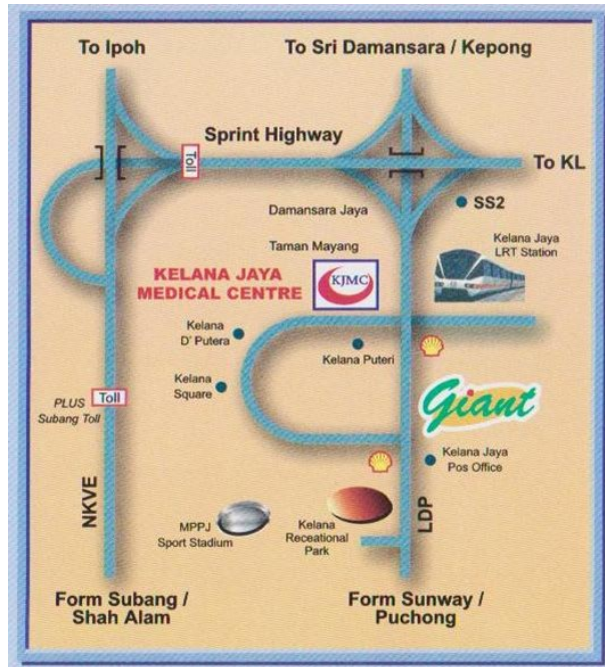 To Ipoh
To Sri Damansara / Kepong
Sprint Highway
Toll
To KL
SS2
Damansara Jaya
Kelana Jaya
LRT Station
Taman Mayang
KELANA JAYA
MEDICAL CENTRE
KJMC
Kelana
D' Putera
Kelana Puteri
Kelana
Square
Giant
Toll
PLUS
Subang Toll
Kelana Jaya
Pos Office
NKVE
LDP
MPPJ
Sport Stadium
Kelana
Receational
Park
Form Subang /
Shah Alam
Form Sunway /
Puchong